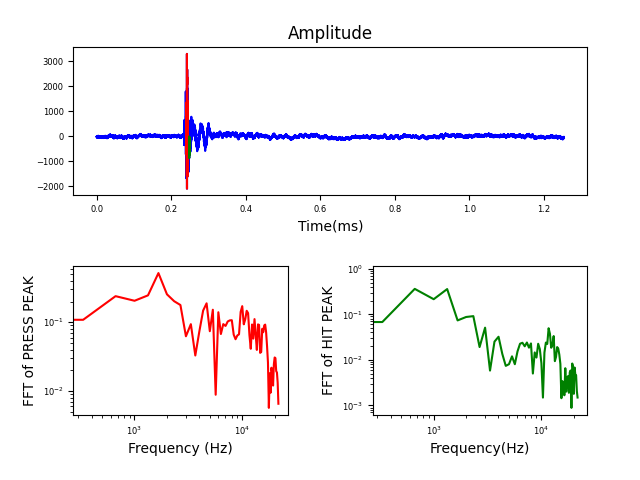 Amplitude
3000
2000
1000
0
−1000
−2000
0.0 0.2 0.4 0.6 0.8 1.0 1.2
Time(ms)
FFT of PRESS PEAK
10⁻¹
10⁻²
10³ 10⁴
Frequency (Hz)
FFT of HIT PEAK
10⁰
10⁻¹
10⁻²
10⁻³
10³ 10⁴
Frequency(Hz)